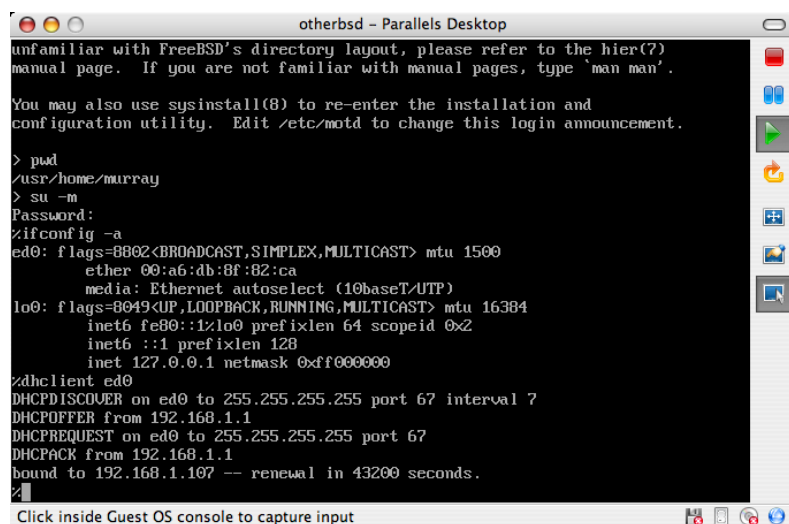 otherbsd – Parallels Desktop
unfamiliar with FreeBSD's directory layout, please refer to the hier(7)
manual page.  If you are not familiar with manual pages, type `man man'.
You may also use sysinstall(8) to re-enter the installation and
configuration utility.  Edit /etc/motd to change this login announcement.
> pwd
/usr/home/murray
> su -m
Password:
%ifconfig -a
ed0: flags=8802<BROADCAST,SIMPLEX,MULTICAST> mtu 1500
        ether 00:a6:db:8f:82:ca
        media: Ethernet autoselect (10baseT/UTP)
lo0: flags=8049<UP,LOOPBACK,RUNNING,MULTICAST> mtu 16384
        inet6 fe80::1%lo0 prefixlen 64 scopeid 0x2
        inet6 ::1 prefixlen 128
        inet 127.0.0.1 netmask 0xff000000
%dhclient ed0
DHCPDISCOVER on ed0 to 255.255.255.255 port 67 interval 7
DHCPOFFER from 192.168.1.1
DHCPREQUEST on ed0 to 255.255.255.255 port 67
DHCPACK from 192.168.1.1
bound to 192.168.1.107 -- renewal in 43200 seconds.
%
Click inside Guest OS console to capture input